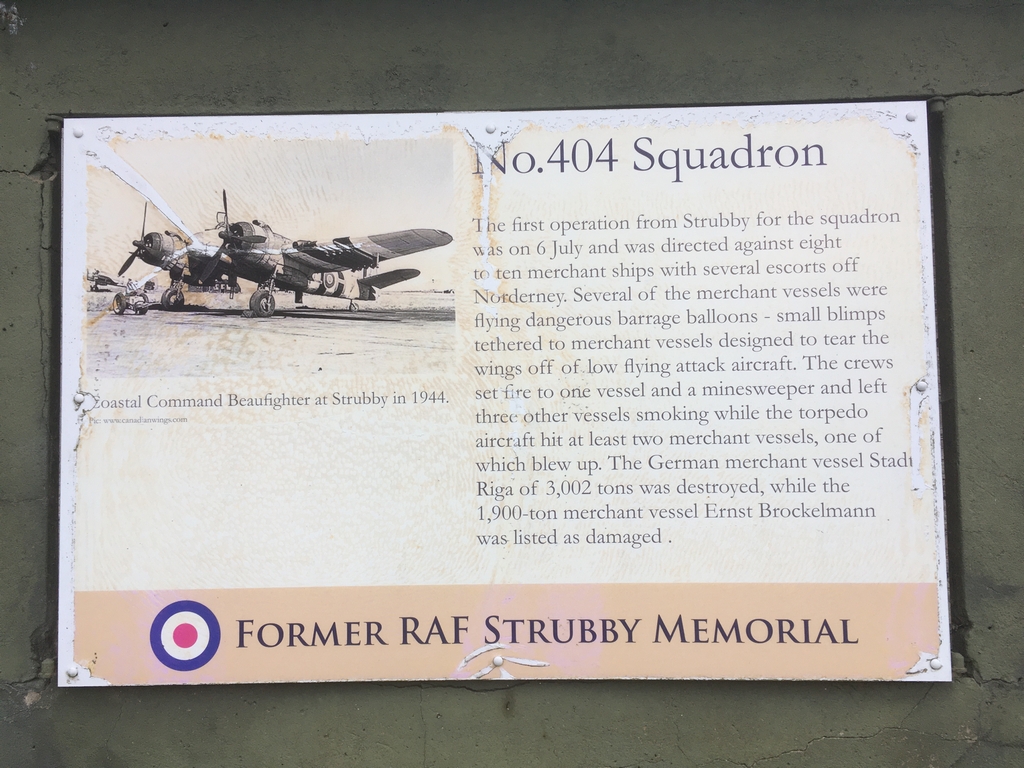 No.404 Squadron
The first operation from Strubby for the squadron
was on 6 July and was directed against eight
to ten merchant ships with several escorts off
Norderney. Several of the merchant vessels were
flying dangerous barrage balloons - small blimps
tethered to merchant vessels designed to tear the
wings off of low flying attack aircraft. The crews
set fire to one vessel and a minesweeper and left
three other vessels smoking while the torpedo
aircraft hit at least two merchant vessels, one of
which blew up. The German merchant vessel Stadt
Riga of 3,002 tons was destroyed, while the
1,900-ton merchant vessel Ernst Brockelmann
was listed as damaged .
Coastal Command Beaufighter at Strubby in 1944.
Pic: www.canadianwings.com
FORMER RAF STRUBBY MEMORIAL